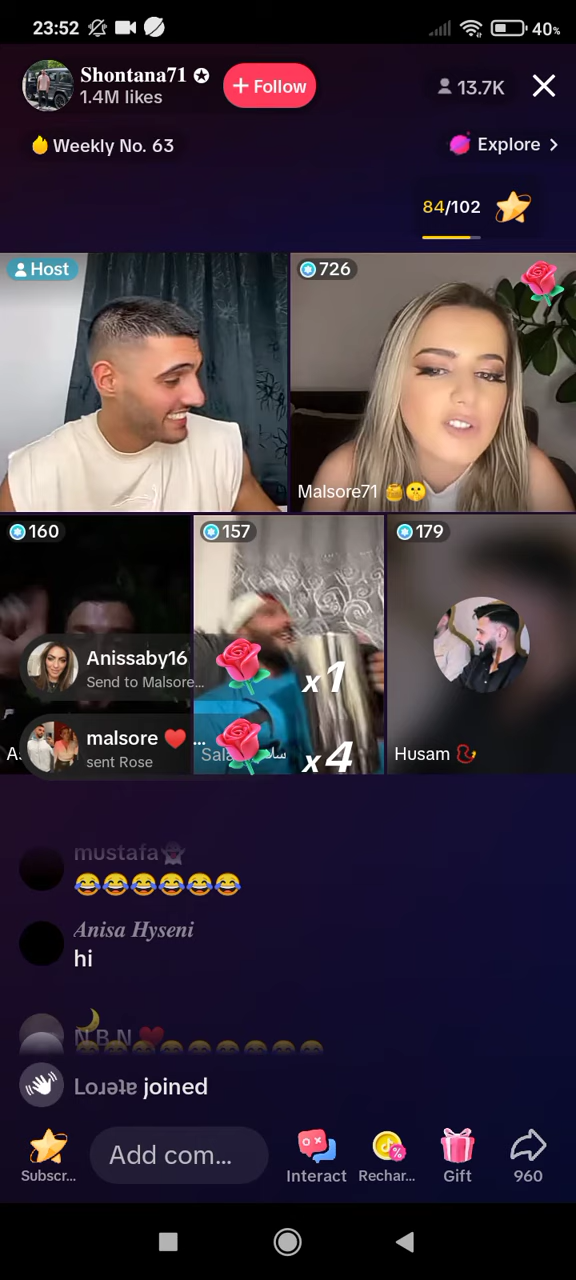 23:52
40%
Shontana71
1.4M likes
+ Follow
13.7K
Weekly No. 63
Explore >
84/102
Host
726
Malsore71 🍯🤫
160
157
179
Anissaby16
Send to Malsore...
x1
malsore ❤️ ...
sent Rose
x4
Husam
mustafa👻
😂😂😂😂😂😂
Anisa Hyseni
hi
N.B.N ❤️
Loɹəʇɐ joined
Subscr...
Add com...
Interact
Rechar...
Gift
960